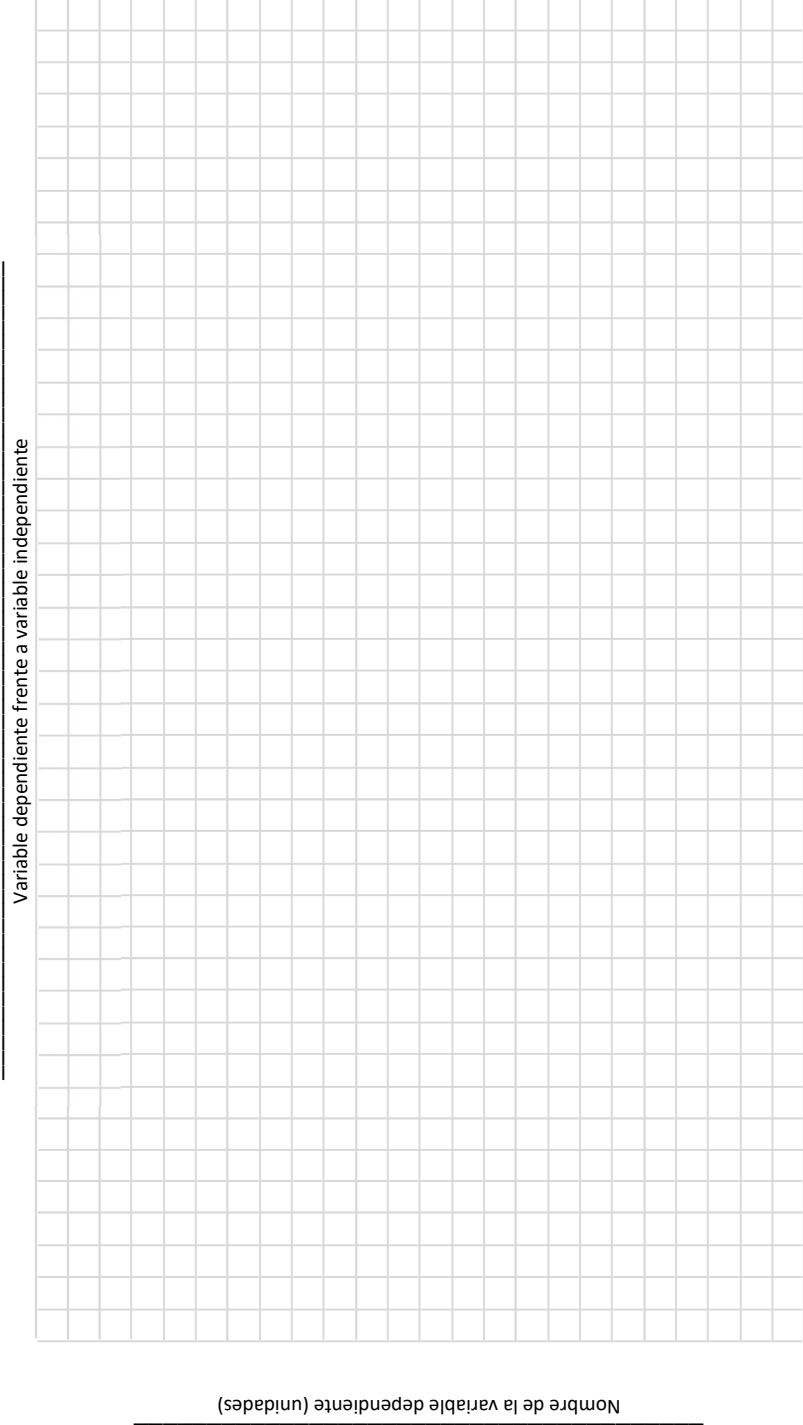 Variable dependiente frente a variable independiente
Nombre de la variable dependiente (unidades)